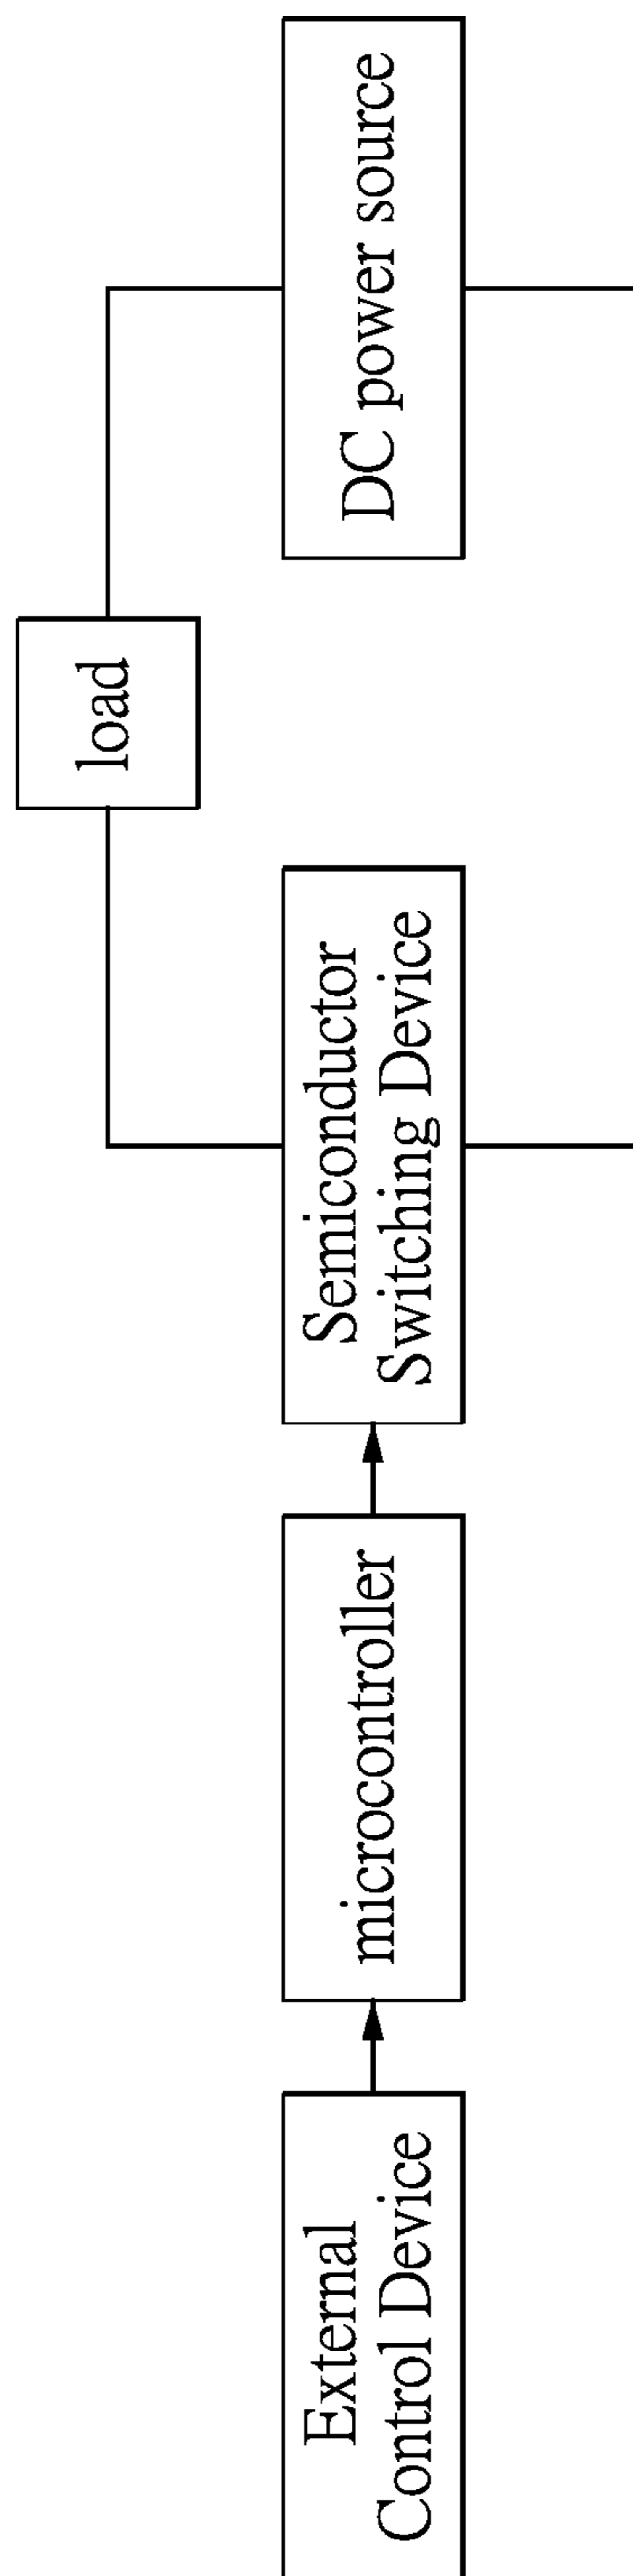 External
Control Device
microcontroller
Semiconductor
Switching Device
load
DC power source